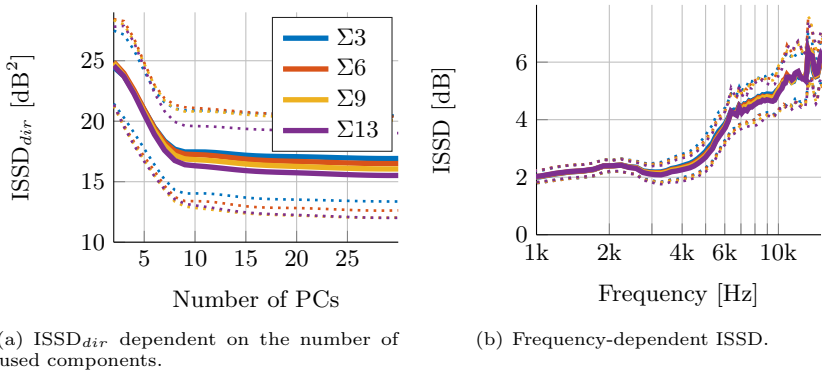 ISSD_dir [dB²]
25
20
15
10
5
10
15
20
25
Number of PCs
Σ3
Σ6
Σ9
Σ13
ISSD [dB]
6
4
2
0
1k
2k
4k
6k
10k
Frequency [Hz]
a) ISSD_dir dependent on the number of
used components.
(b) Frequency-dependent ISSD.